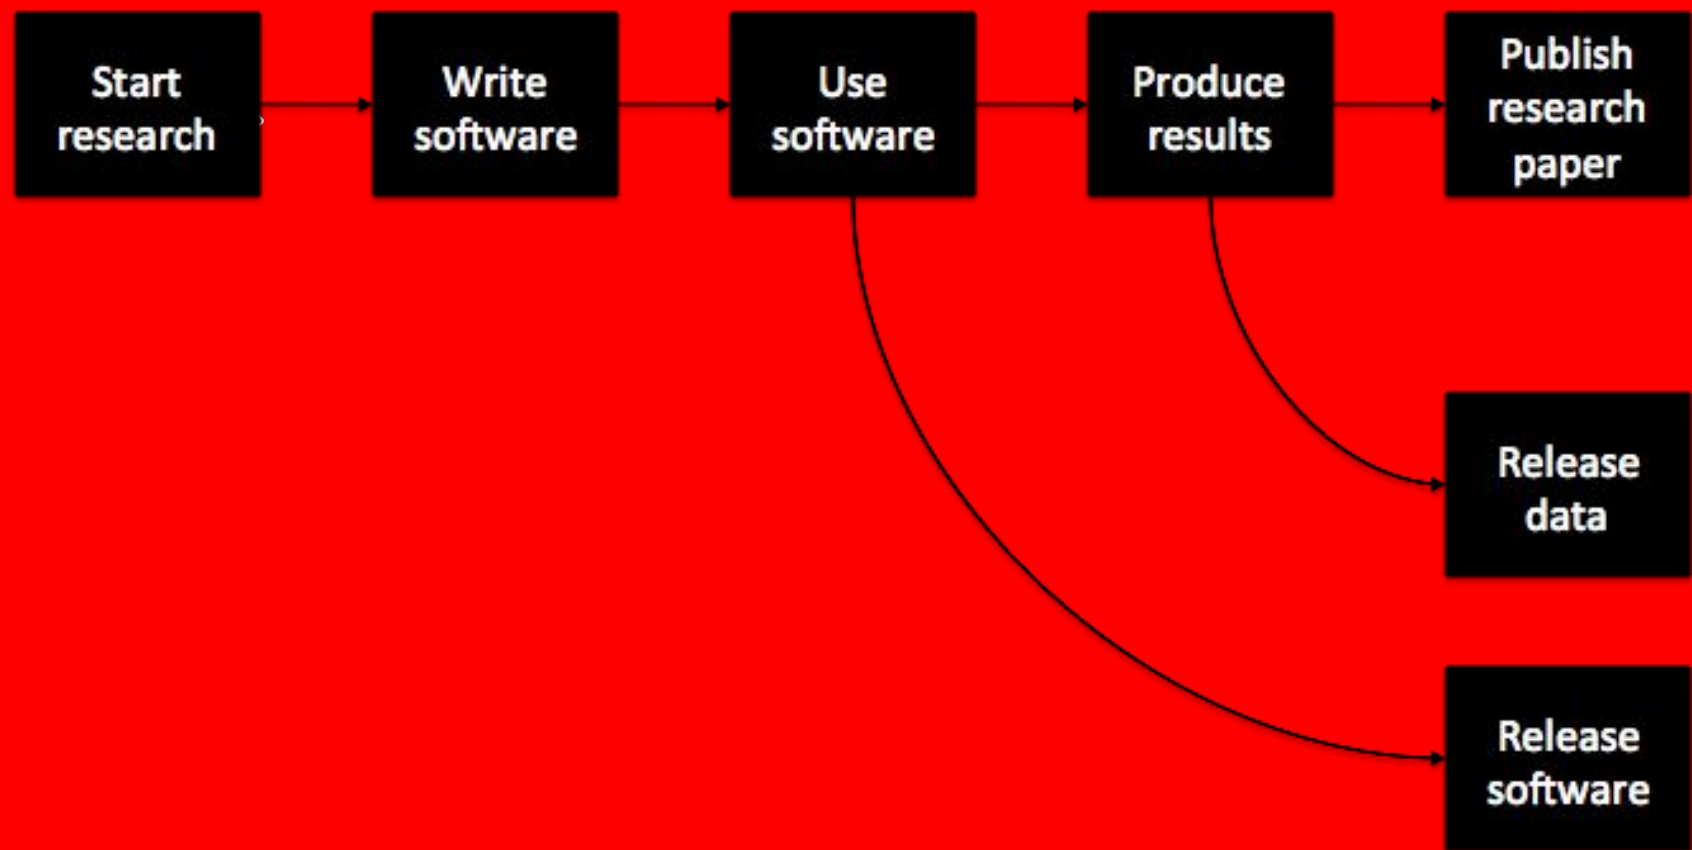 Start
research
Write
software
Use
software
Produce
results
Publish
research
paper
Release
data
Release
software